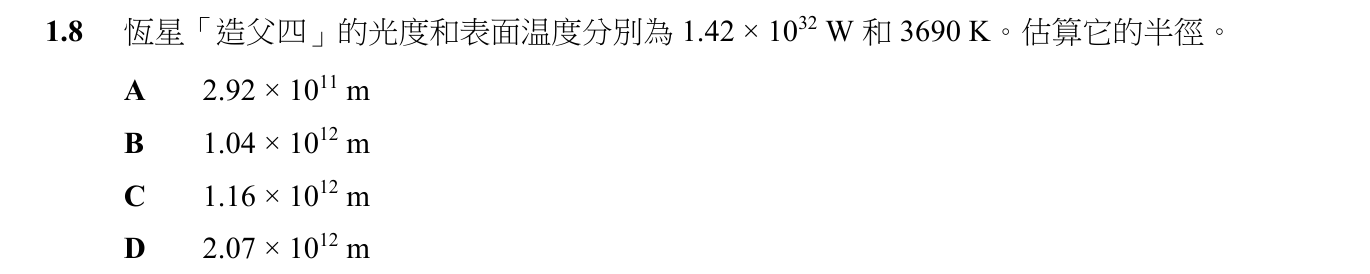 1.8 恆星「造父四」的光度和表面温度分別為 1.42 × 10³² W 和 3690 K。估算它的半徑。
A 2.92 × 10¹¹ m
B 1.04 × 10¹² m
C 1.16 × 10¹² m
D 2.07 × 10¹² m